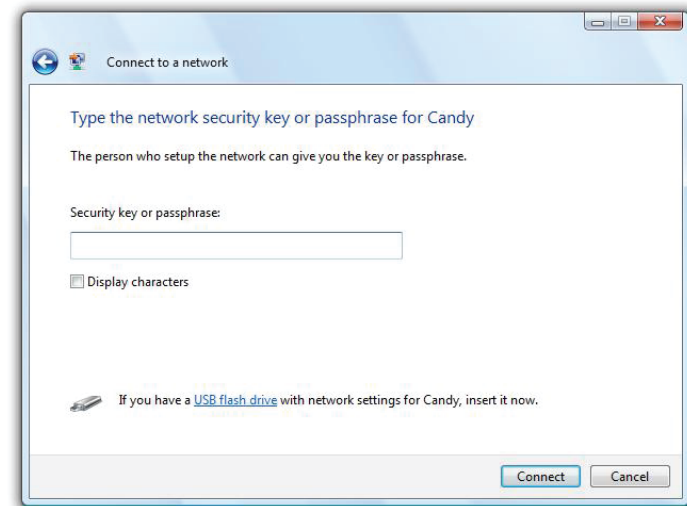 Connect to a network
Type the network security key or passphrase for Candy
The person who setup the network can give you the key or passphrase.
Security key or passphrase:
Display characters
If you have a USB flash drive with network settings for Candy, insert it now.
Connect Cancel